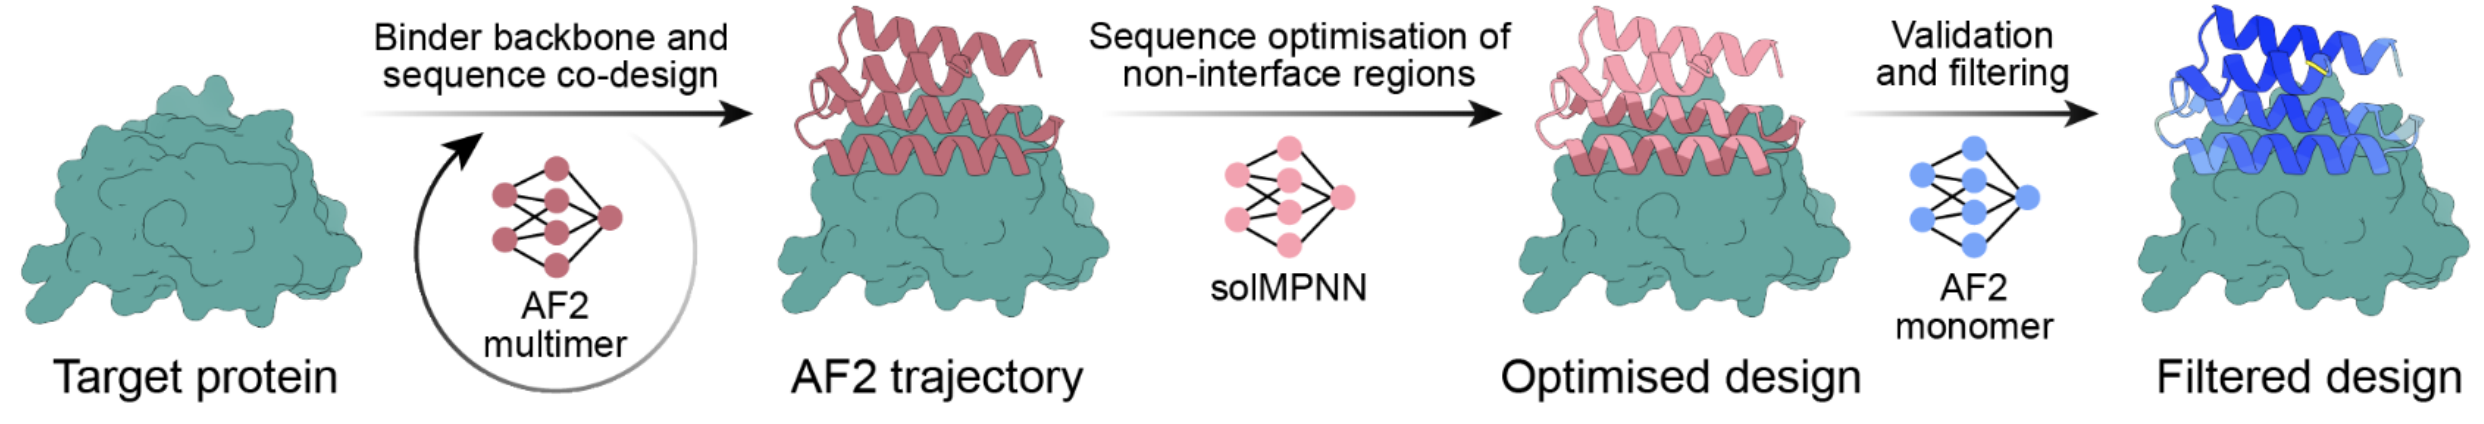 Target protein
Binder backbone and
sequence co-design
AF2
multimer
AF2 trajectory
Sequence optimisation of
non-interface regions
solMPNN
Optimised design
Validation
and filtering
AF2
monomer
Filtered design